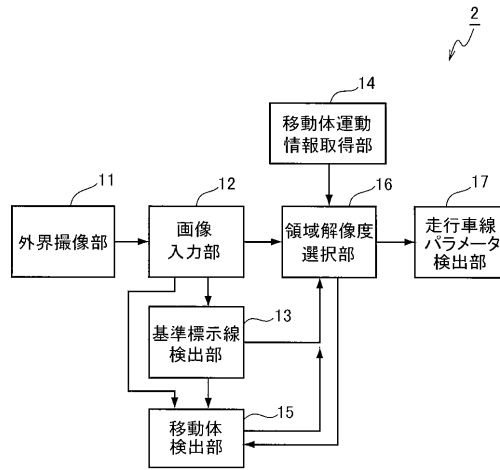 2
14
移動体運動
情報取得部
11
外界撮像部
12
画像
入力部
16
領域解像度
選択部
17
走行車線
パラメータ
検出部
13
基準標示線
検出部
15
移動体
検出部